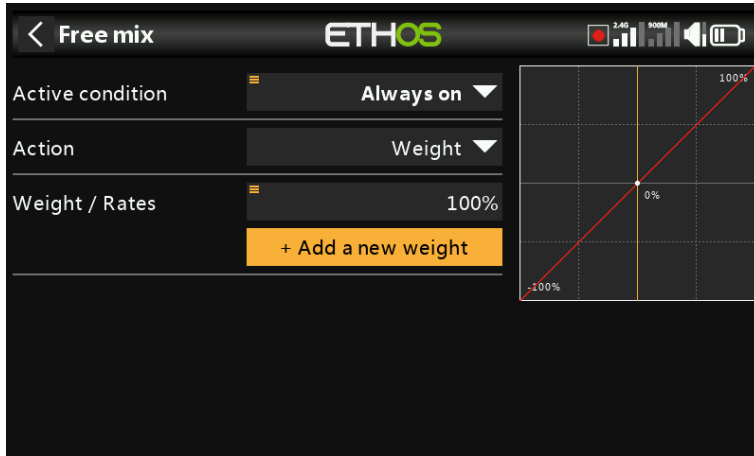 Free mix
ETHOS
2.4G
900M
Active condition
Always on
Action
Weight
Weight / Rates
100%
+ Add a new weight
100%
0%
-100%